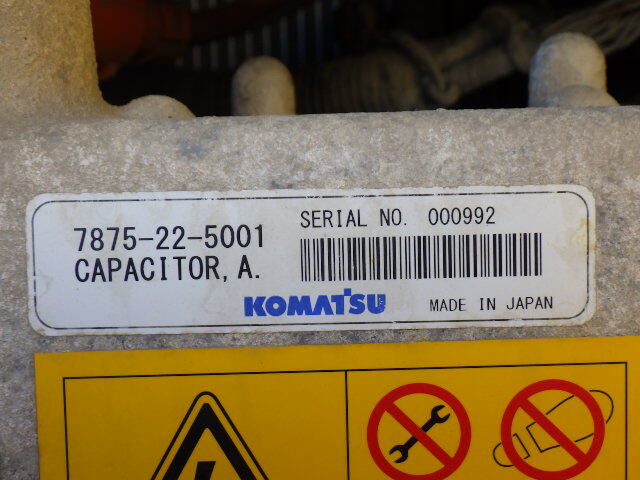 7875-22-5001
CAPACITOR, A.
SERIAL NO. 000992
KOMATSU
MADE IN JAPAN